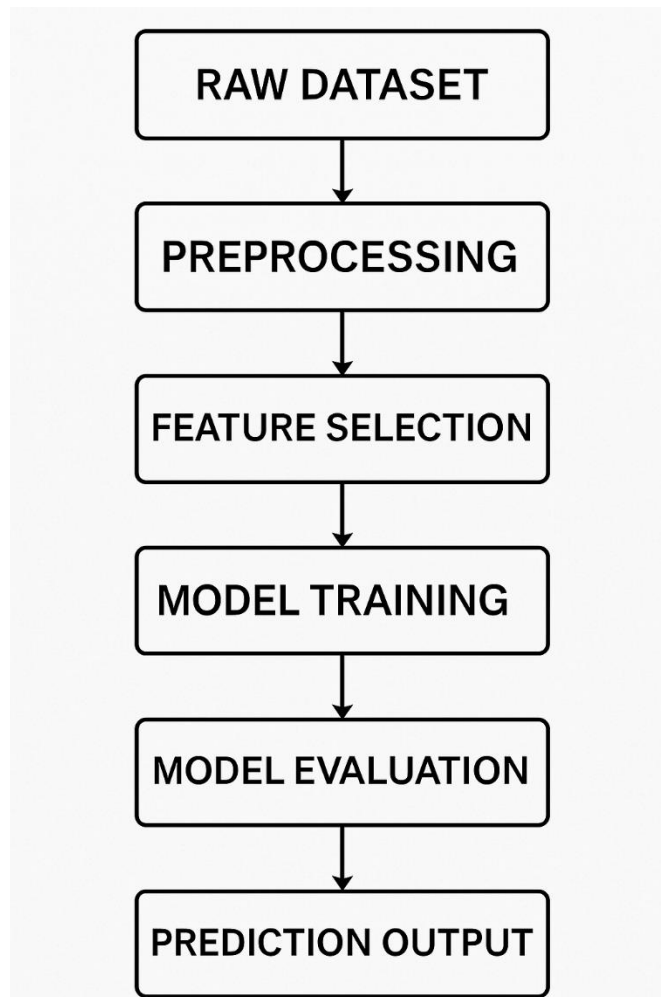 RAW DATASET
PREPROCESSING
FEATURE SELECTION
MODEL TRAINING
MODEL EVALUATION
PREDICTION OUTPUT